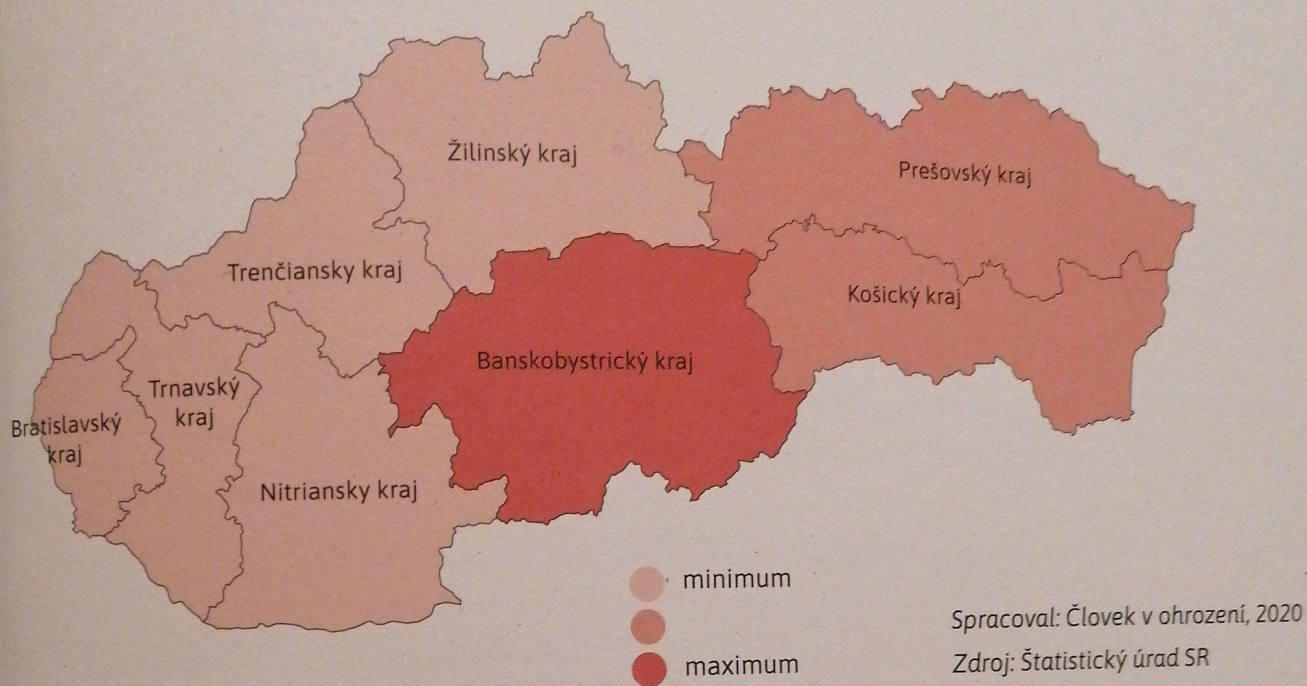 Žilinský kraj
Prešovský kraj
Trenčiansky kraj
Košický kraj
Banskobystrický kraj
Trnavský
kraj
Bratislavský
kraj
Nitriansky kraj
minimum
maximum
Spracoval: Človek v ohrození, 2020
Zdroj: Štatistický úrad SR